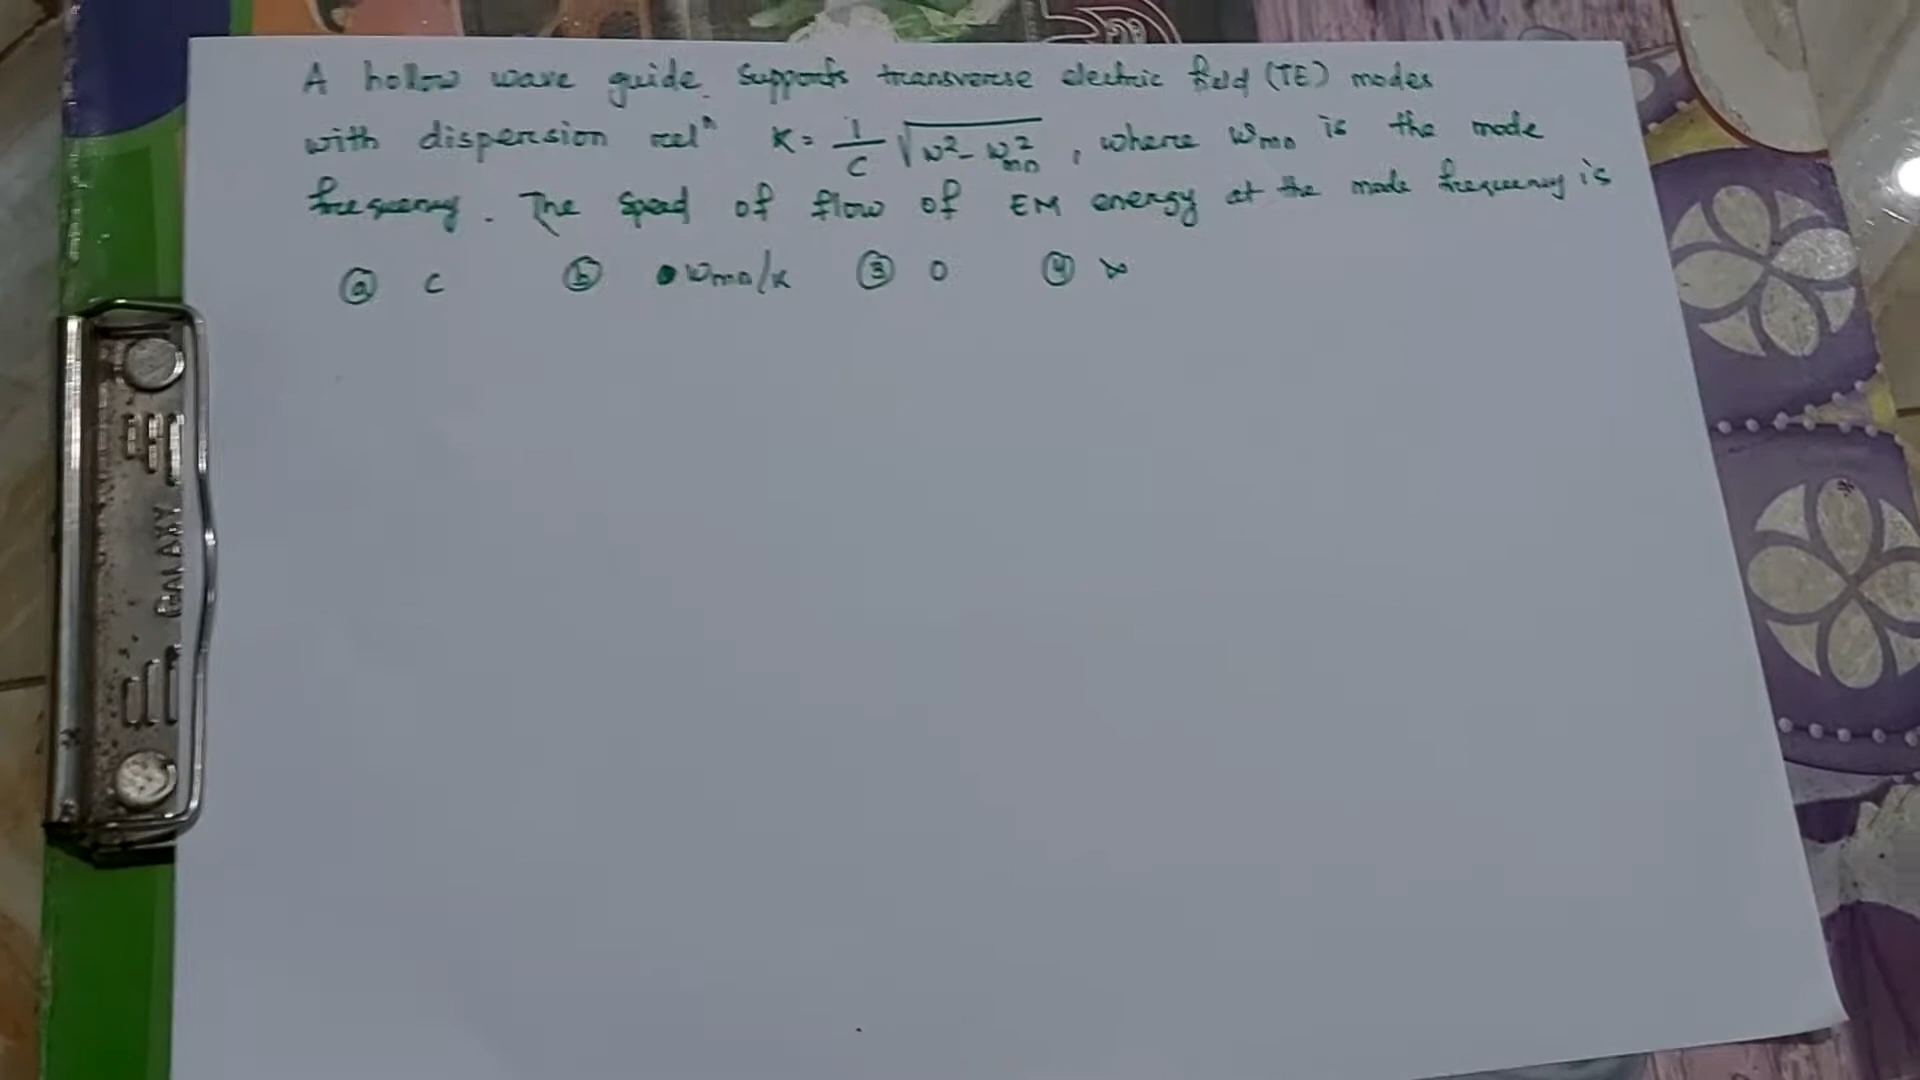 A hollow wave guide supports transverse electric field (TE) modes
with dispersion relⁿ K = 1/c √(ω² - ω²mn) , where ωmn is the mode
frequency. The speed of flow of EM energy at the mode frequency is
ⓐ c ⓑ ωmn/k ③ 0 ④ ∞
GALAXY